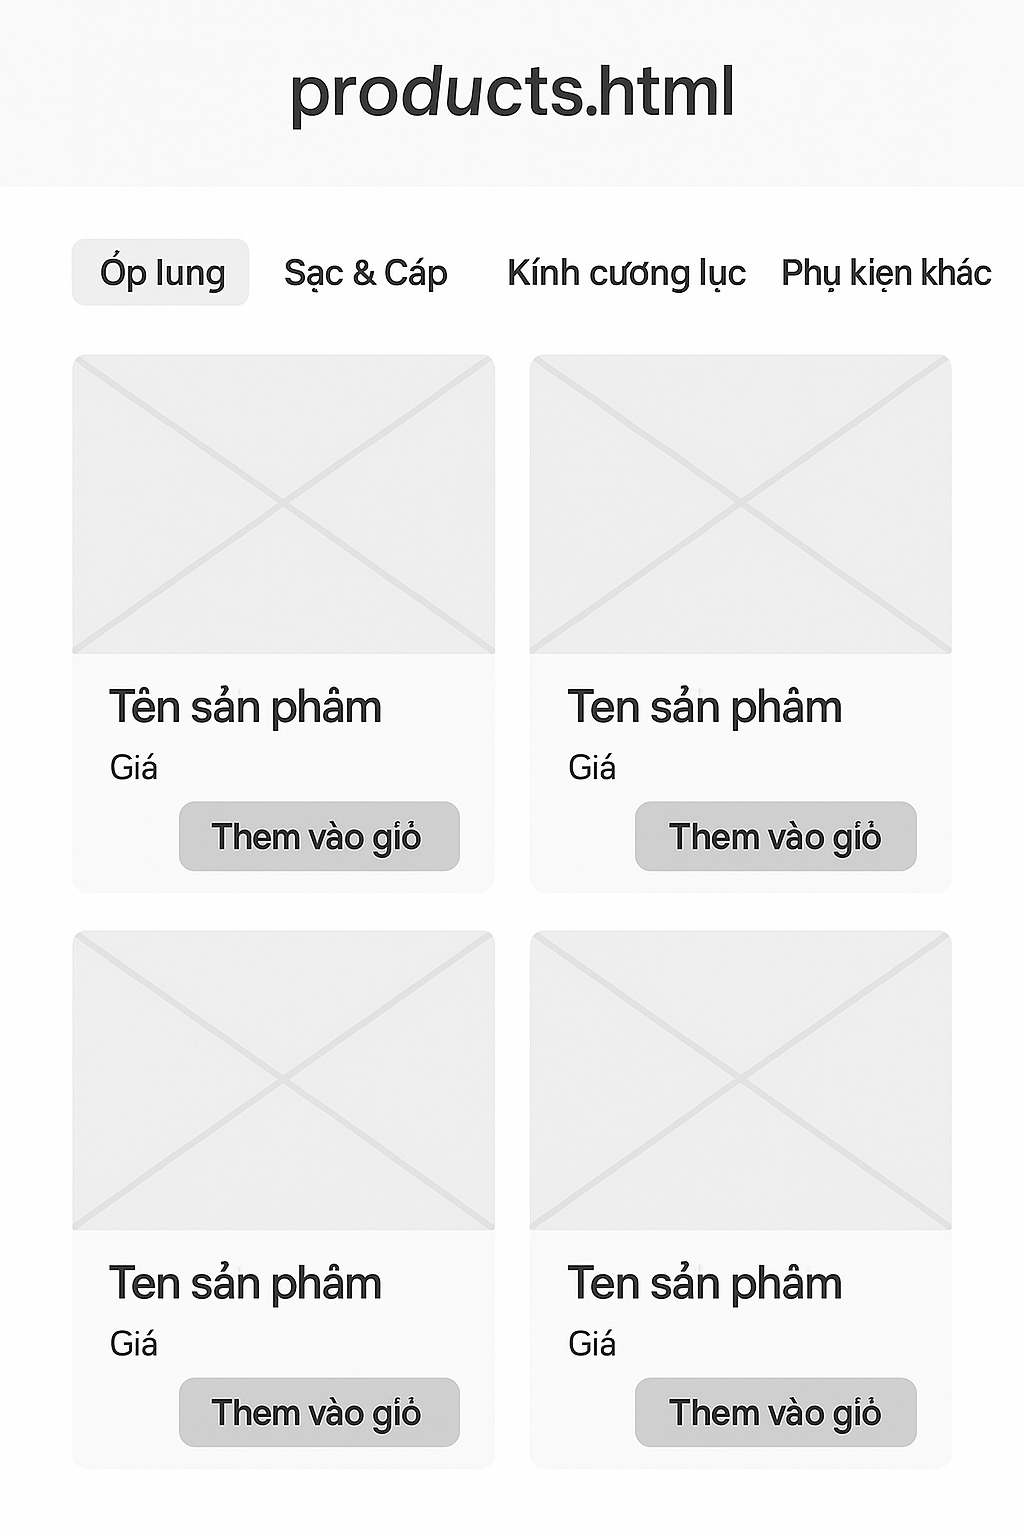 products.html
Óp lung
Sạc & Cáp
Kính cương lục
Phụ kiẹn khác
Tên sản phâm
Giá
Them vào giỏ
Ten sản phâm
Giá
Them vào giỏ
Ten sản phâm
Giá
Them vào giỏ
Ten sản phâm
Giá
Them vào giỏ